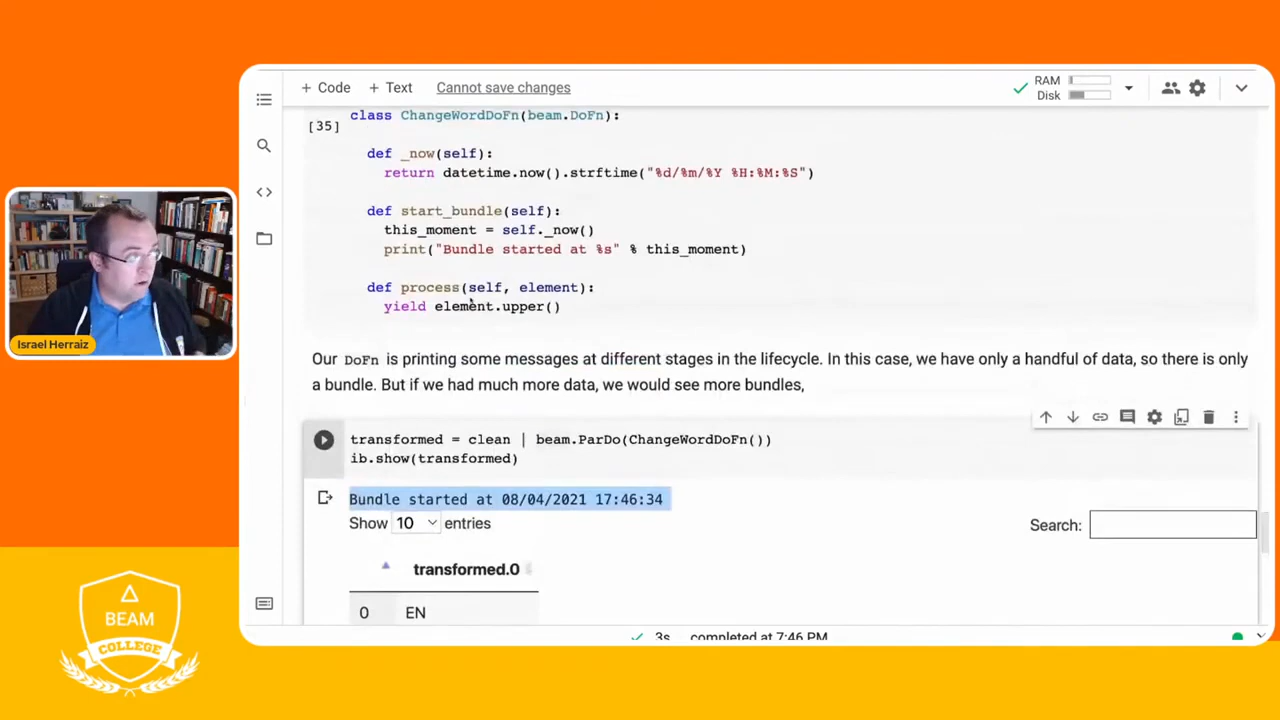 + Code + Text Cannot save changes
RAM
Disk
class ChangeWordDoFn(beam.DoFn):
[35]
def _now(self):
return datetime.now().strftime("%d/%m/%Y %H:%M:%S")
def start_bundle(self):
this_moment = self._now()
print("Bundle started at %s" % this_moment)
def process(self, element):
yield element.upper()
Our DoFn is printing some messages at different stages in the lifecycle. In this case, we have only a handful of data, so there is only
a bundle. But if we had much more data, we would see more bundles,
transformed = clean | beam.ParDo(ChangeWordDoFn())
ib.show(transformed)
Bundle started at 08/04/2021 17:46:34
Show 10 entries
Search:
transformed.0
0 EN
3s completed at 7:46 PM
Israel Herraiz
BEAM
COLLEGE